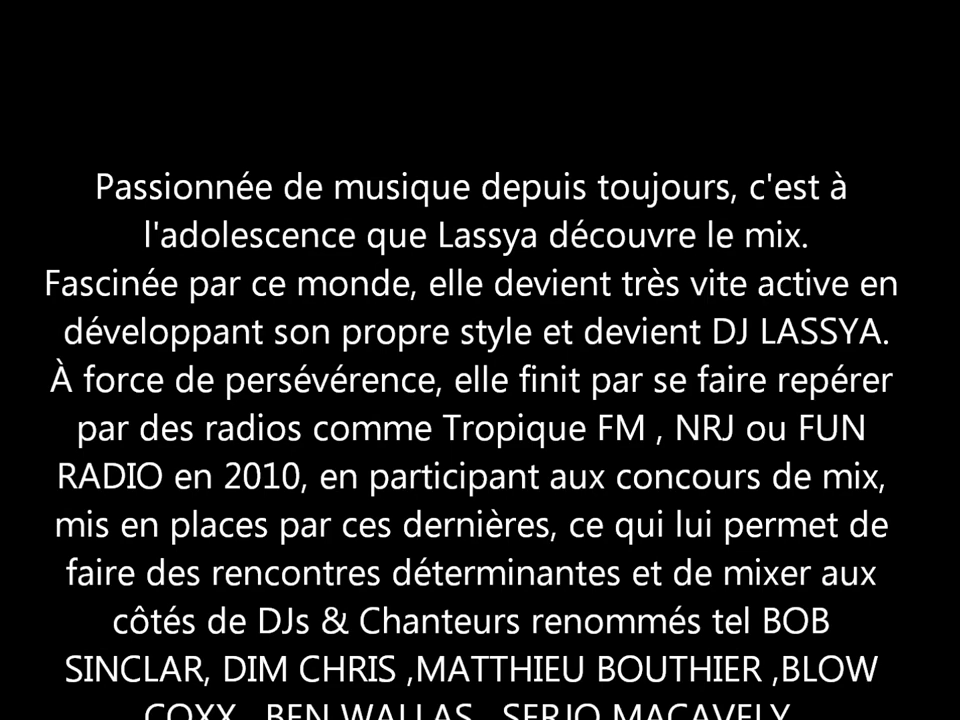 Passionnée de musique depuis toujours, c'est à
l'adolescence que Lassya découvre le mix.
Fascinée par ce monde, elle devient très vite active en
développant son propre style et devient DJ LASSYA.
À force de persévérence, elle finit par se faire repérer
par des radios comme Tropique FM , NRJ ou FUN
RADIO en 2010, en participant aux concours de mix,
mis en places par ces dernières, ce qui lui permet de
faire des rencontres déterminantes et de mixer aux
côtés de DJs & Chanteurs renommés tel BOB
SINCLAR, DIM CHRIS ,MATTHIEU BOUTHIER ,BLOW
COXX , BEN WALLAS , SERJO MACAVELY